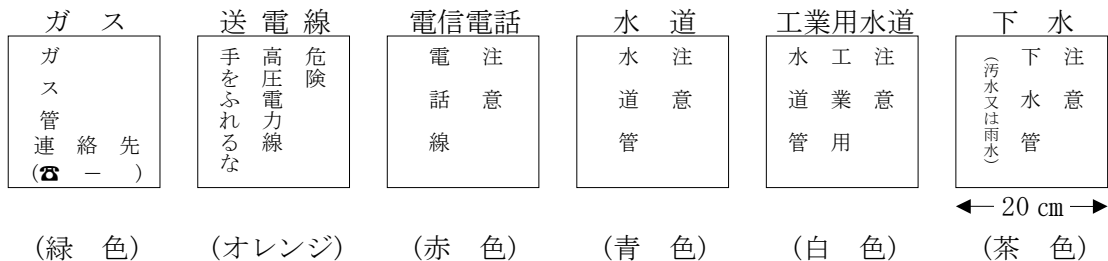 ガス
ガス管
連絡先
(☎ － )
(緑色)
送電線
危険
高圧電力線
手をふれるな
(オレンジ)
電信電話
注意
電話線
(赤色)
水道
注意
水道管
(青色)
工業用水道
注意
工業用
水道管
(白色)
下水
注意
下水管
(汚水又は雨水)
20 ㎝
(茶色)